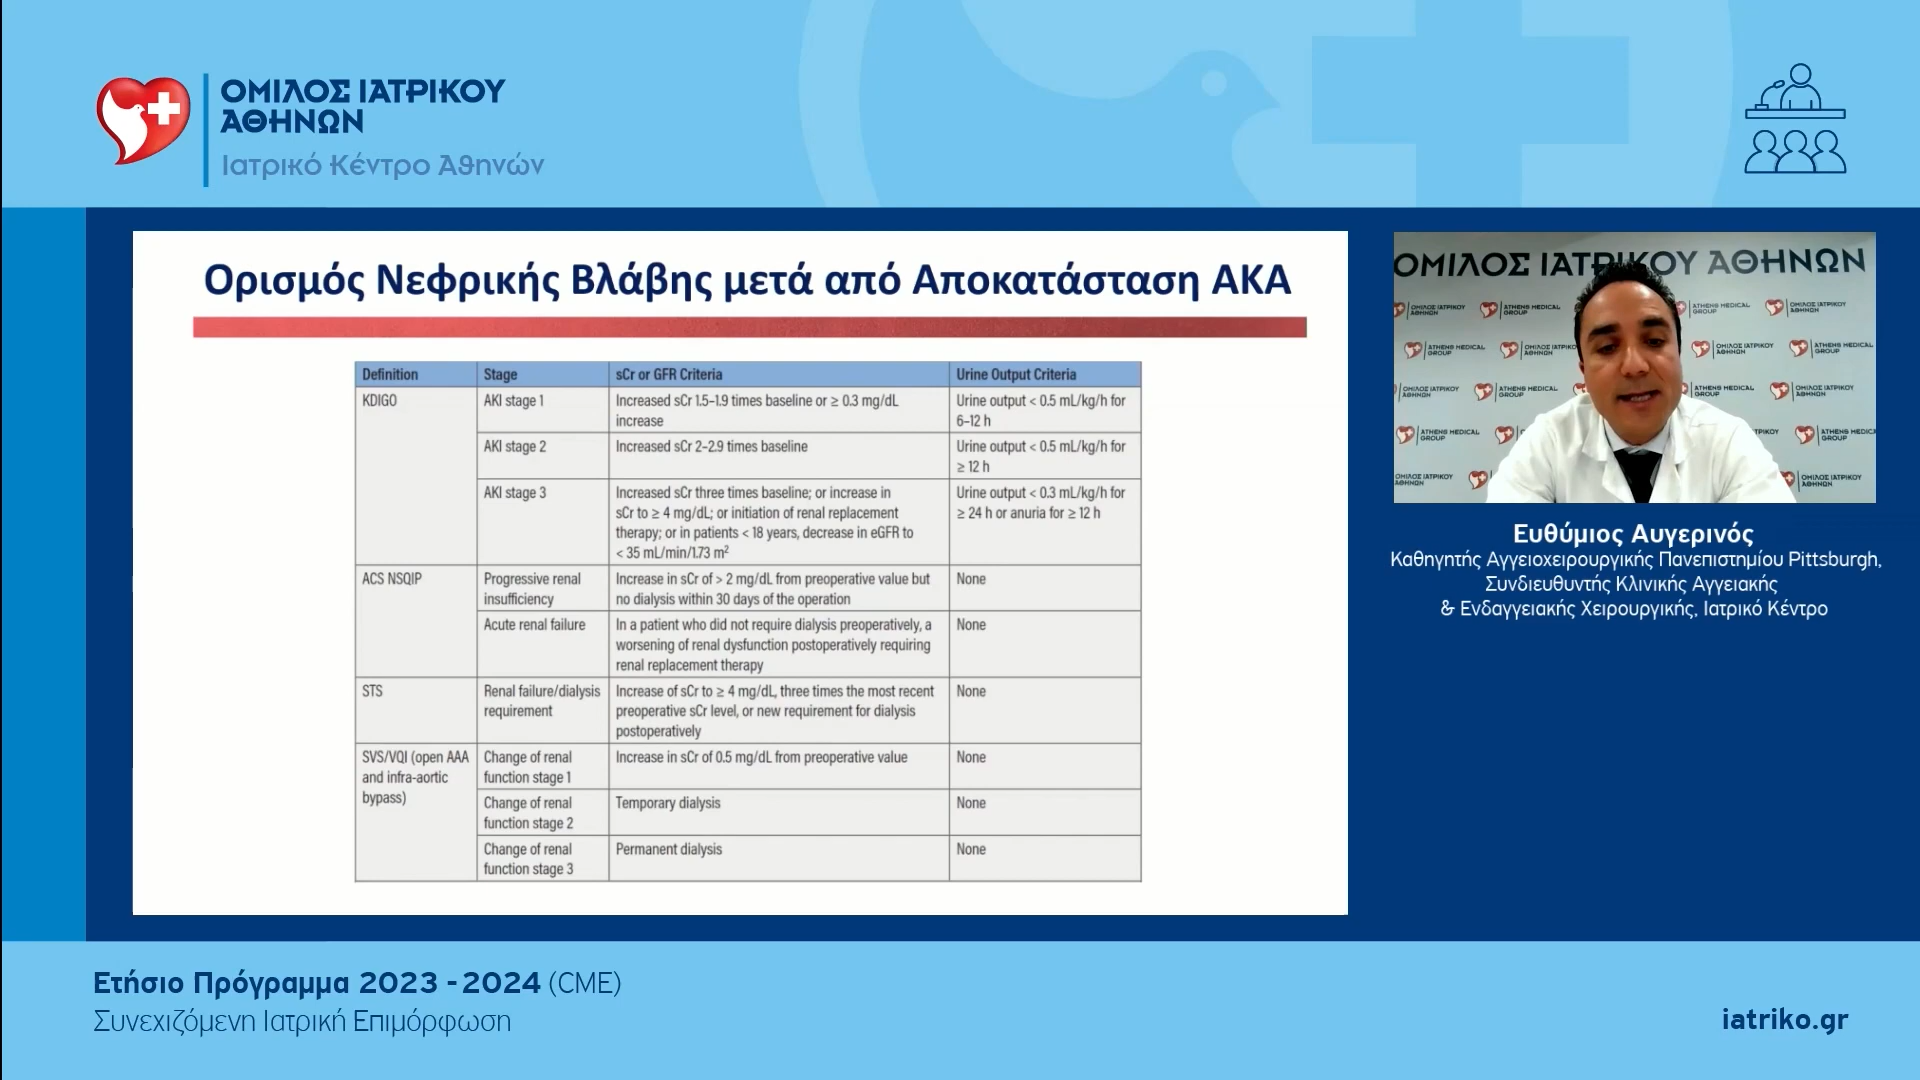 ΟΜΙΛΟΣ ΙΑΤΡΙΚΟΥ
ΑΘΗΝΩΝ
Ιατρικό Κέντρο Αθηνών
Ορισμός Νεφρικής Βλάβης μετά από Αποκατάσταση ΑΚΑ
Definition Stage sCr or GFR Criteria Urine Output Criteria
KDIGO AKI stage 1 Increased sCr 1.5–1.9 times baseline or ≥ 0.3 mg/dL Urine output < 0.5 mL/kg/h for
increase 6–12 h
AKI stage 2 Increased sCr 2–2.9 times baseline Urine output < 0.5 mL/kg/h for
≥ 12 h
AKI stage 3 Increased sCr three times baseline; or increase in Urine output < 0.3 mL/kg/h for
sCr to ≥ 4 mg/dL; or initiation of renal replacement ≥ 24 h or anuria for ≥ 12 h
therapy; or in patients < 18 years, decrease in eGFR to
< 35 mL/min/1.73 m²
ACS NSQIP Progressive renal Increase in sCr of > 2 mg/dL from preoperative value but None
insufficiency no dialysis within 30 days of the operation
Acute renal failure In a patient who did not require dialysis preoperatively, a None
worsening of renal dysfunction postoperatively requiring
renal replacement therapy
STS Renal failure/dialysis Increase of sCr to ≥ 4 mg/dL, three times the most recent None
requirement preoperative sCr level, or new requirement for dialysis
postoperatively
SVS/VQI (open AAA Change of renal Increase in sCr of 0.5 mg/dL from preoperative value None
and infra-aortic function stage 1
bypass) Change of renal Temporary dialysis None
function stage 2
Change of renal Permanent dialysis None
function stage 3
ΟΜΙΛΟΣ ΙΑΤΡΙΚΟΥ ΑΘΗΝΩΝ
ATHENS MEDICAL
GROUP
Ευθύμιος Αυγερινός
Καθηγητής Αγγειοχειρουργικής Πανεπιστημίου Pittsburgh,
Συνδιευθυντής Κλινικής Αγγειακής
& Ενδαγγειακής Χειρουργικής, Ιατρικό Κέντρο
Ετήσιο Πρόγραμμα 2023 - 2024 (CME)
Συνεχιζόμενη Ιατρική Επιμόρφωση
iatriko.gr